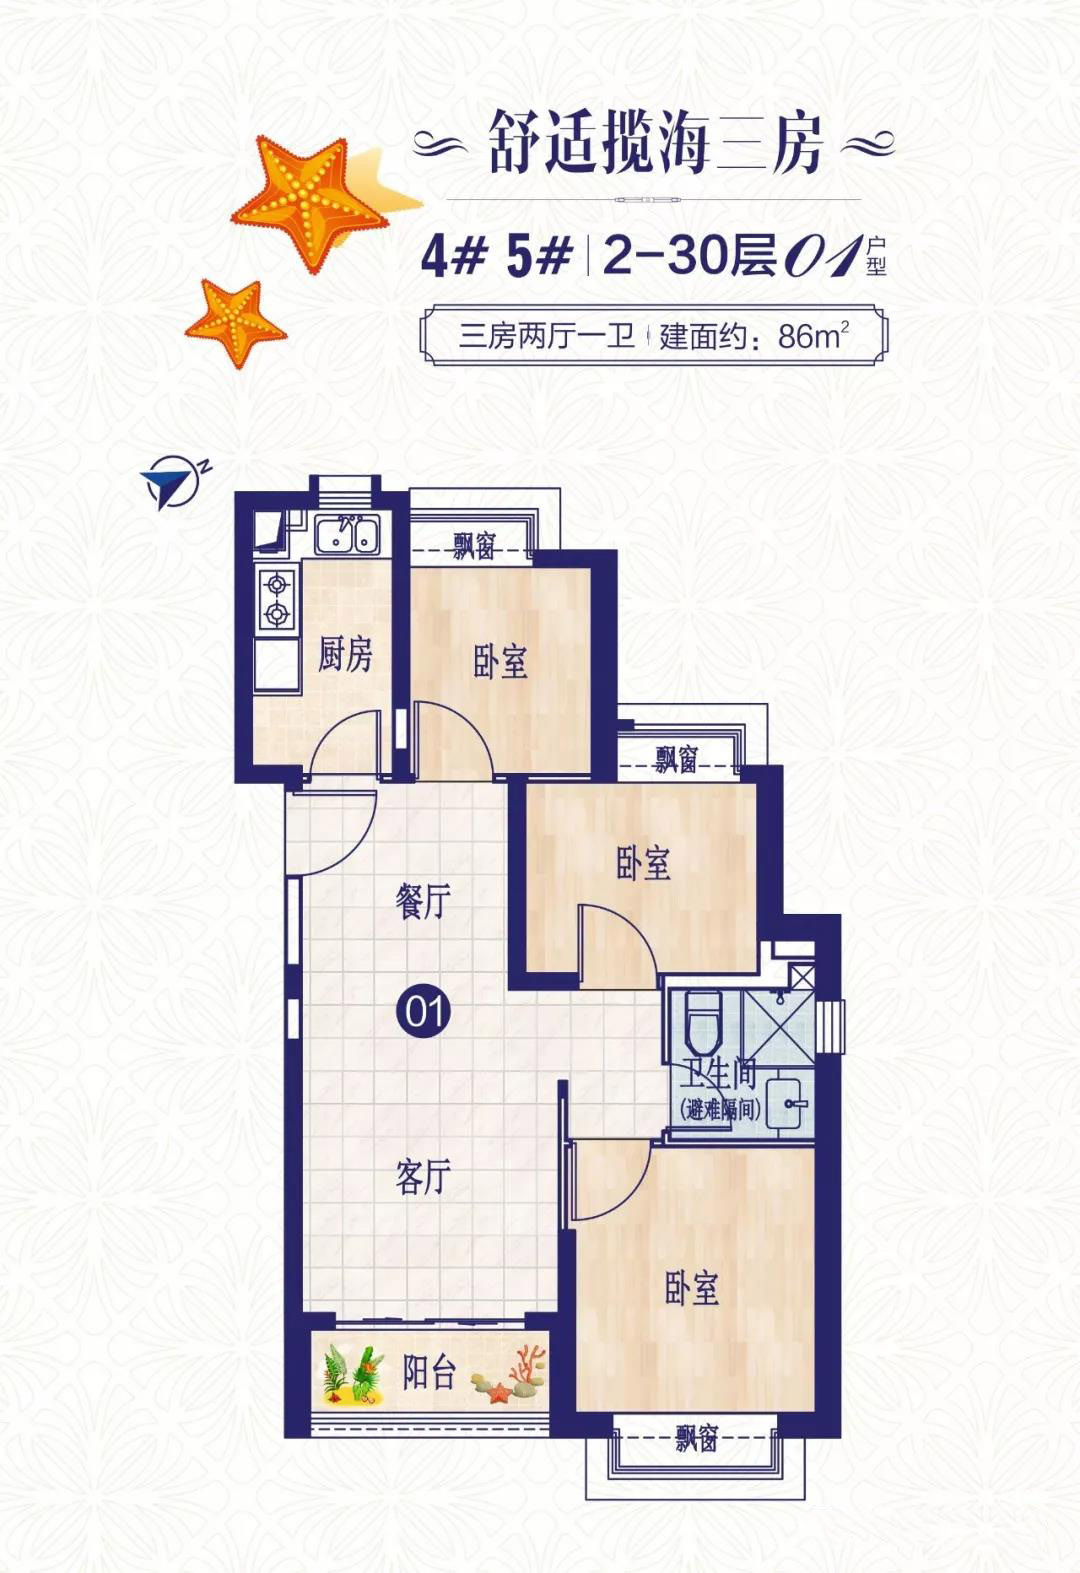 舒适揽海三房
4# 5# 2-30层 01 户型
三房两厅一卫 建面约：86m²
N
飘窗
厨房
卧室
飘窗
卧室
餐厅
01
卫生间
(避难隔间)
客厅
卧室
阳台
飘窗